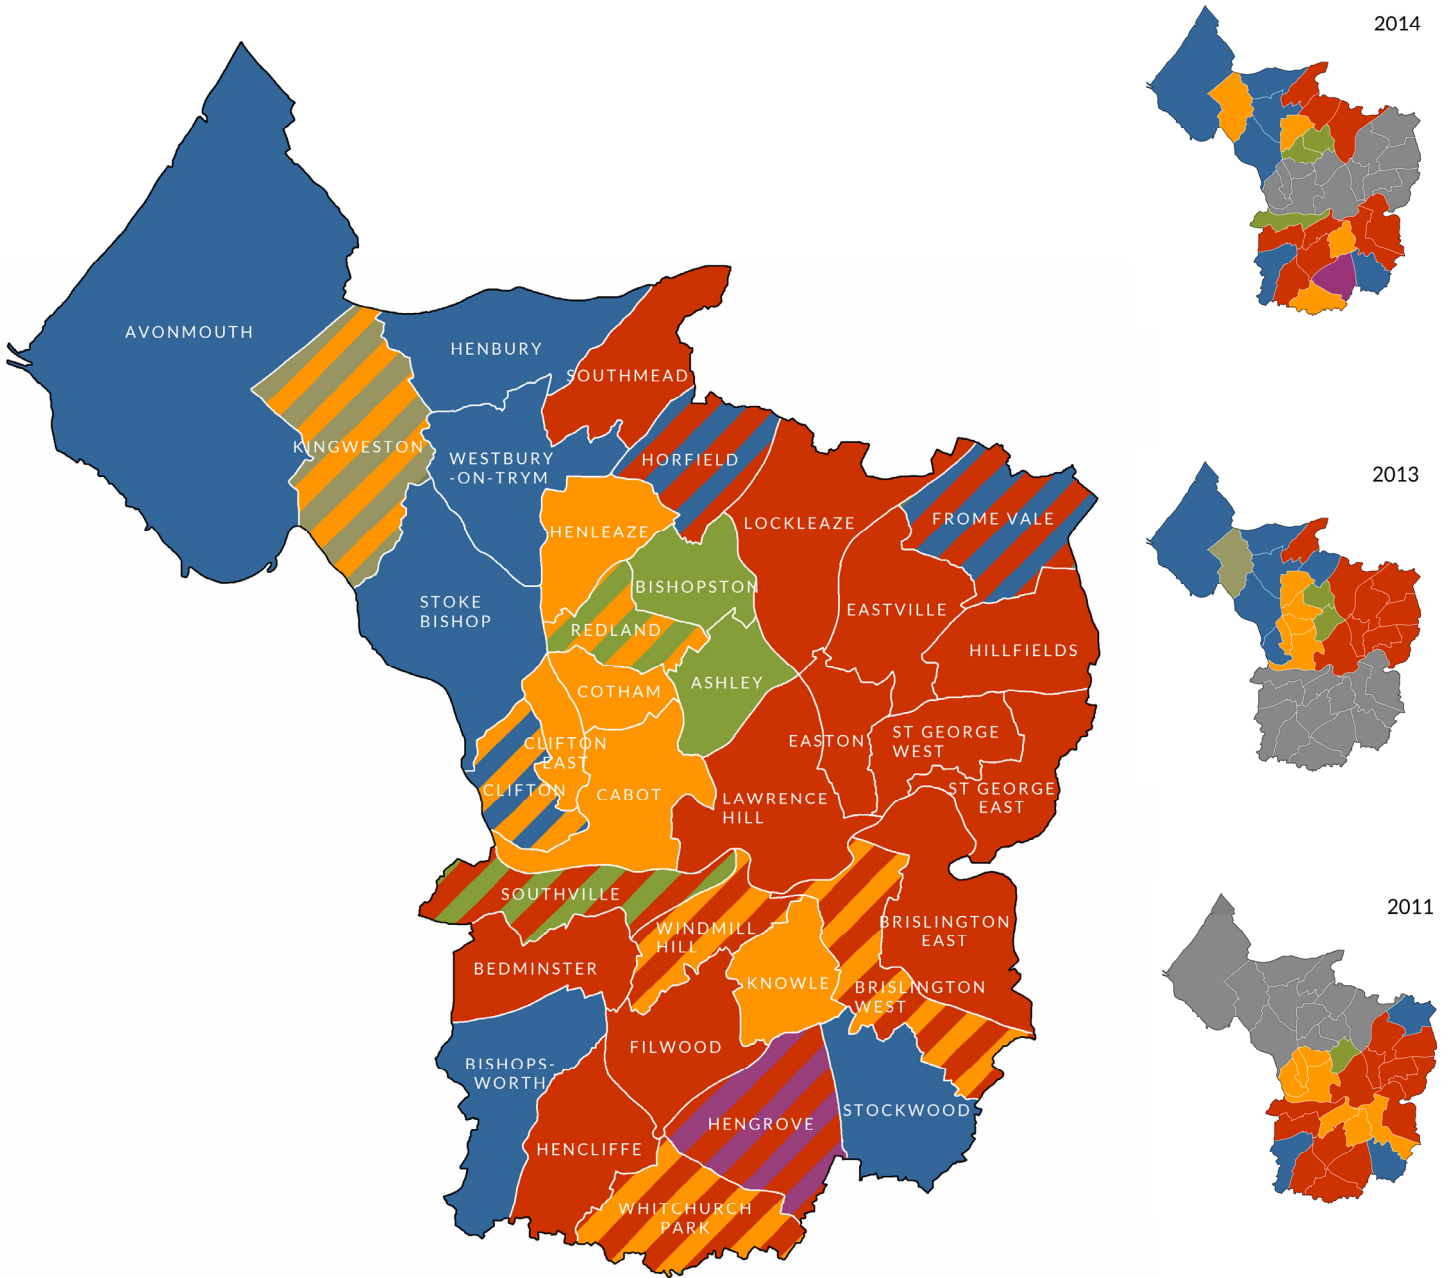 2014
AVONMOUTH
HENBURY
SOUTHMEAD
KINGWESTON
WESTBURY
-ON-TRYM
HORFIELD
2013
HENLEAZE
LOCKLEAZE
FROME VALE
BISHOPSTON
STOKE
BISHOP
EASTVILLE
REDLAND
HILLFIELDS
COTHAM
ASHLEY
CLIFTON
EAST
EASTON
ST GEORGE
WEST
CLIFTON
CABOT
LAWRENCE
HILL
ST GEORGE
EAST
SOUTHVILLE
2011
WINDMILL
HILL
BRISLINGTON
EAST
BEDMINSTER
KNOWLE
BRISLINGTON
WEST
FILWOOD
BISHOPS-
WORTH
HENGROVE
STOCKWOOD
HENCLIFFE
WHITCHURCH
PARK